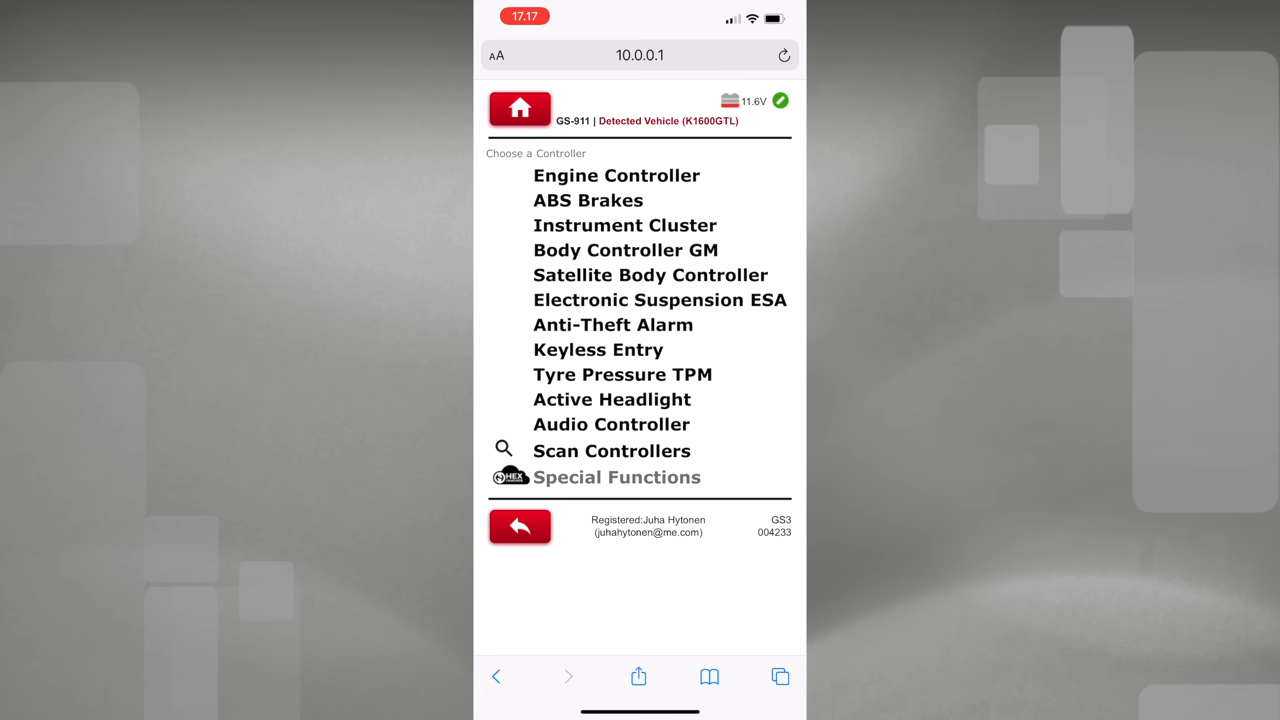 17.17
AA
10.0.0.1
11.6V
GS-911 | Detected Vehicle (K1600GTL)
Choose a Controller
Engine Controller
ABS Brakes
Instrument Cluster
Body Controller GM
Satellite Body Controller
Electronic Suspension ESA
Anti-Theft Alarm
Keyless Entry
Tyre Pressure TPM
Active Headlight
Audio Controller
Scan Controllers
HEX
Special Functions
Registered:Juha Hytonen
GS3
(juhahytonen@me.com)
004233